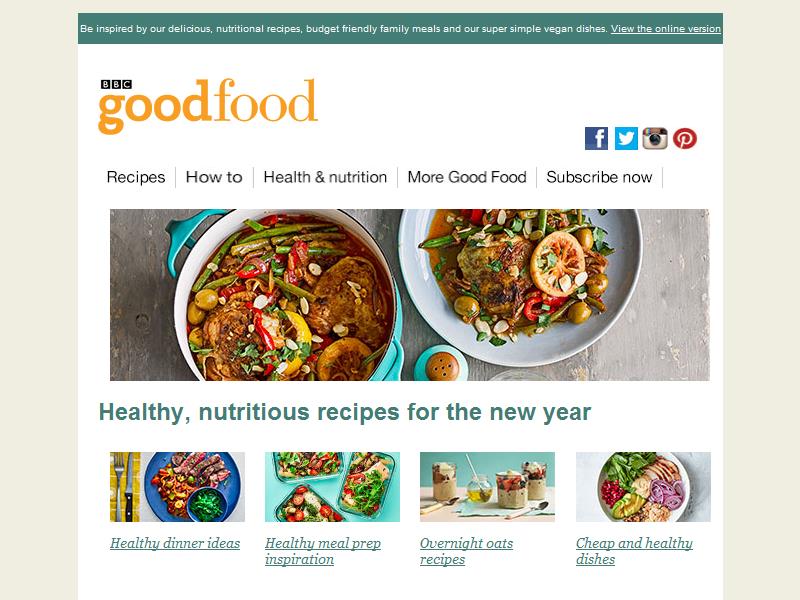 Be inspired by our delicious, nutritional recipes, budget friendly family meals and our super simple vegan dishes. View the online version
BBC
goodfood
Recipes How to Health & nutrition More Good Food Subscribe now
Healthy, nutritious recipes for the new year
Healthy dinner ideas
Healthy meal prep
inspiration
Overnight oats
recipes
Cheap and healthy
dishes